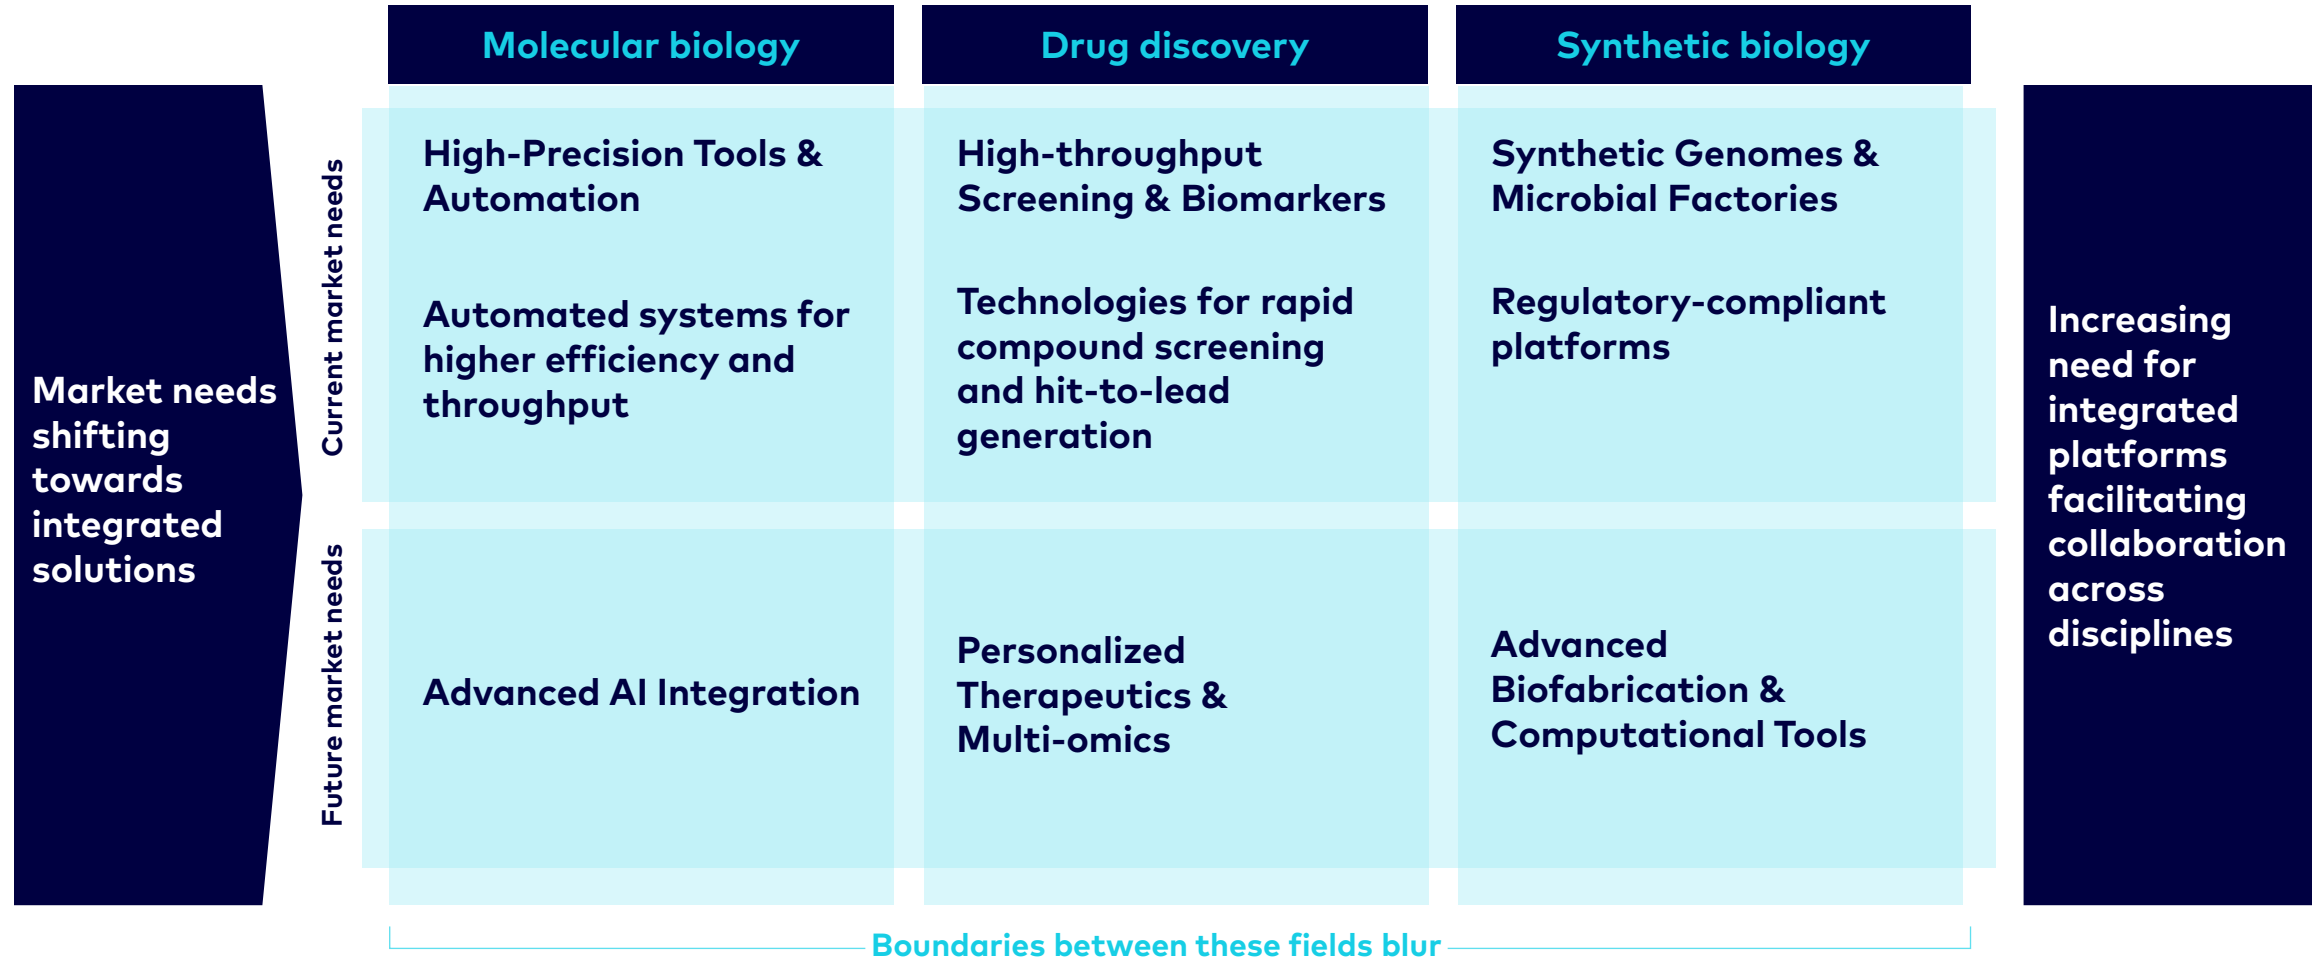 Molecular biology
Drug discovery
Synthetic biology
Market needs
shifting
towards
integrated
solutions
Current market needs
High-Precision Tools &
Automation
Automated systems for
higher efficiency and
throughput
High-throughput
Screening & Biomarkers
Technologies for rapid
compound screening
and hit-to-lead
generation
Synthetic Genomes &
Microbial Factories
Regulatory-compliant
platforms
Future market needs
Advanced AI Integration
Personalized
Therapeutics &
Multi-omics
Advanced
Biofabrication &
Computational Tools
Increasing
need for
integrated
platforms
facilitating
collaboration
across
disciplines
Boundaries between these fields blur